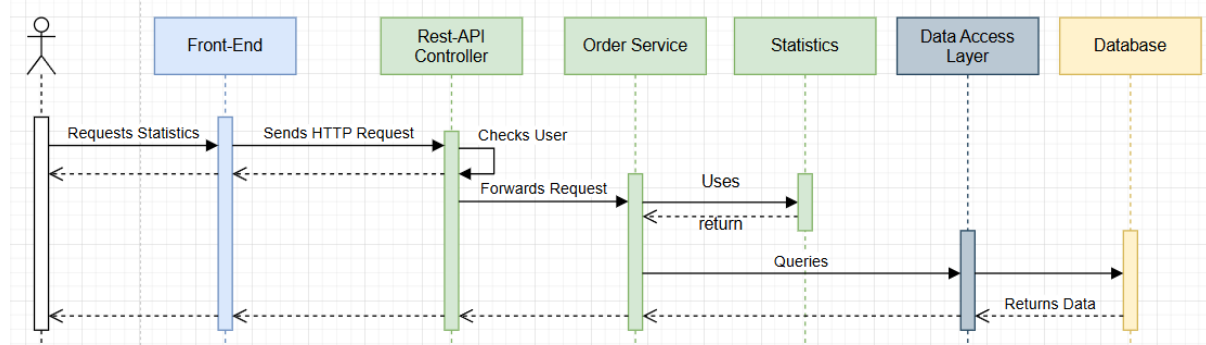 Front-End
Rest-API
Controller
Order Service
Statistics
Data Access
Layer
Database
Requests Statistics
Sends HTTP Request
Checks User
Forwards Request
Uses
return
Queries
Returns Data